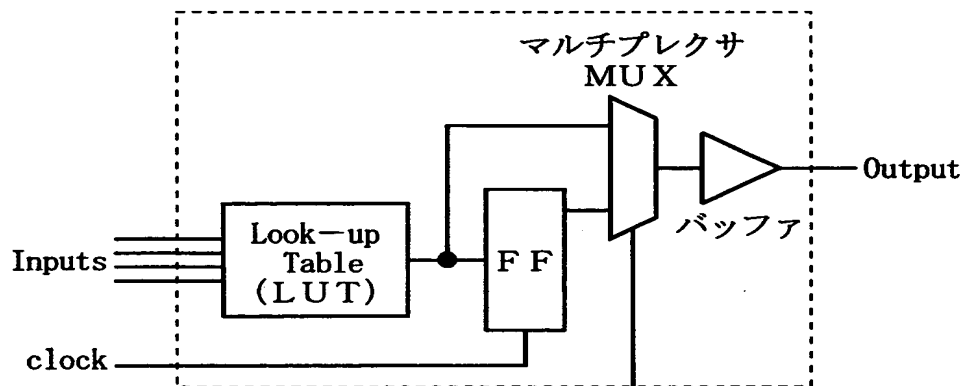 マルチプレクサ
MUX
Output
バッファ
Look-up
Table
(LUT)
FF
Inputs
clock